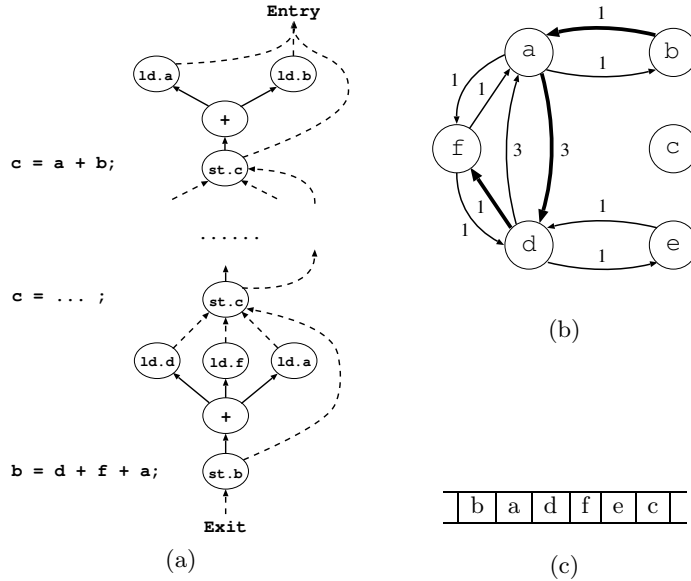 Entry
ld.a
ld.b
+
c = a + b;
st.c
......
c = ... ;
st.c
ld.d
ld.f
ld.a
+
b = d + f + a;
st.b
Exit
(a)
1
a
b
1
1
1
f
c
3
3
1
1
1
d
e
1
(b)
b a d f e c
(c)